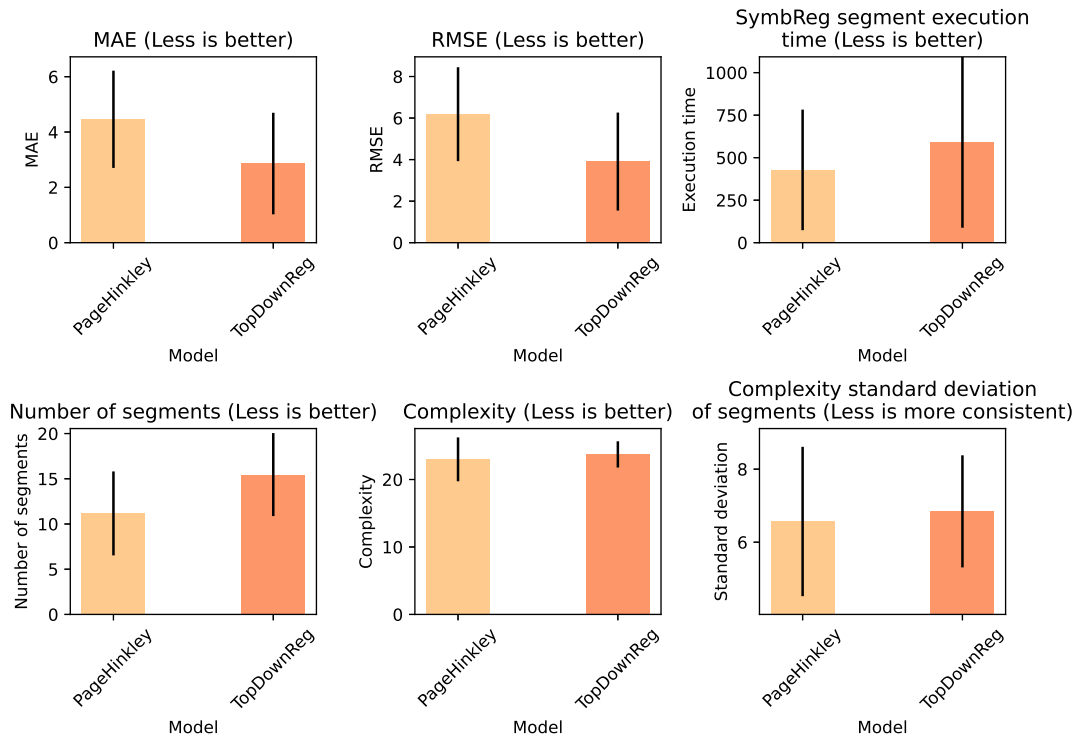 MAE (Less is better)
6
4
2
0
MAE
PageHinkley
TopDownReg
Model
RMSE (Less is better)
8
6
4
2
0
RMSE
PageHinkley
TopDownReg
Model
SymbReg segment execution
time (Less is better)
1000
750
500
250
0
Execution time
PageHinkley
TopDownReg
Model
Number of segments (Less is better)
20
15
10
5
0
Number of segments
PageHinkley
TopDownReg
Model
Complexity (Less is better)
20
10
0
Complexity
PageHinkley
TopDownReg
Model
Complexity standard deviation
of segments (Less is more consistent)
8
6
Standard deviation
PageHinkley
TopDownReg
Model